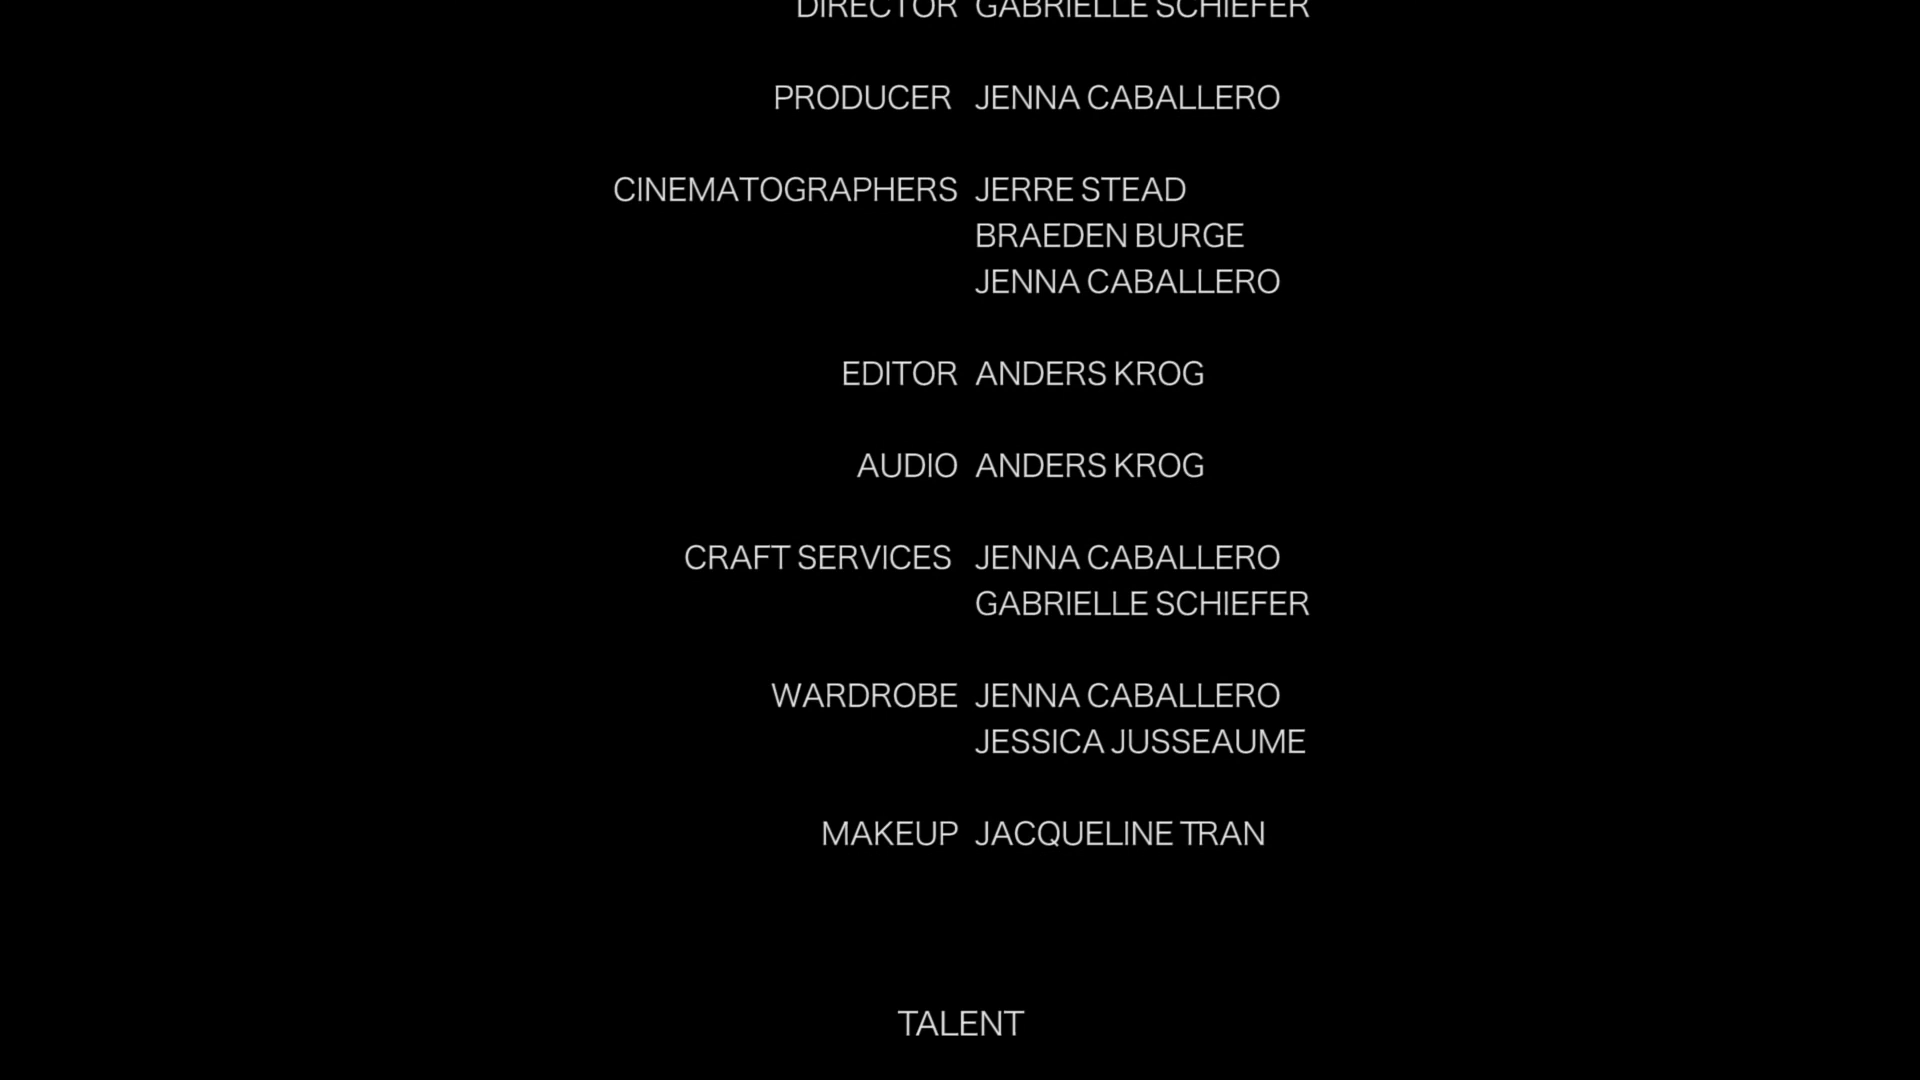 DIRECTOR GABRIELLE SCHIEFER
PRODUCER JENNA CABALLERO
CINEMATOGRAPHERS JERRE STEAD
BRAEDEN BURGE
JENNA CABALLERO
EDITOR ANDERS KROG
AUDIO ANDERS KROG
CRAFT SERVICES JENNA CABALLERO
GABRIELLE SCHIEFER
WARDROBE JENNA CABALLERO
JESSICA JUSSEAUME
MAKEUP JACQUELINE TRAN
TALENT